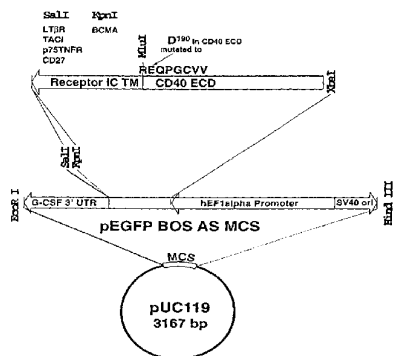 SalI KpnI
LTβR BCMA
TACI
p75TNFR
CD27
MluI
D190 in CD40 ECD
mutated to
REQPGCVV
Receptor IC TM CD40 ECD
XbaI
SalI
KpnI
EcoR I
G-CSF 3' UTR hEF1alpha Promoter SV40 ori
Hind III
pEGFP BOS AS MCS
MCS
pUC119
3167 bp